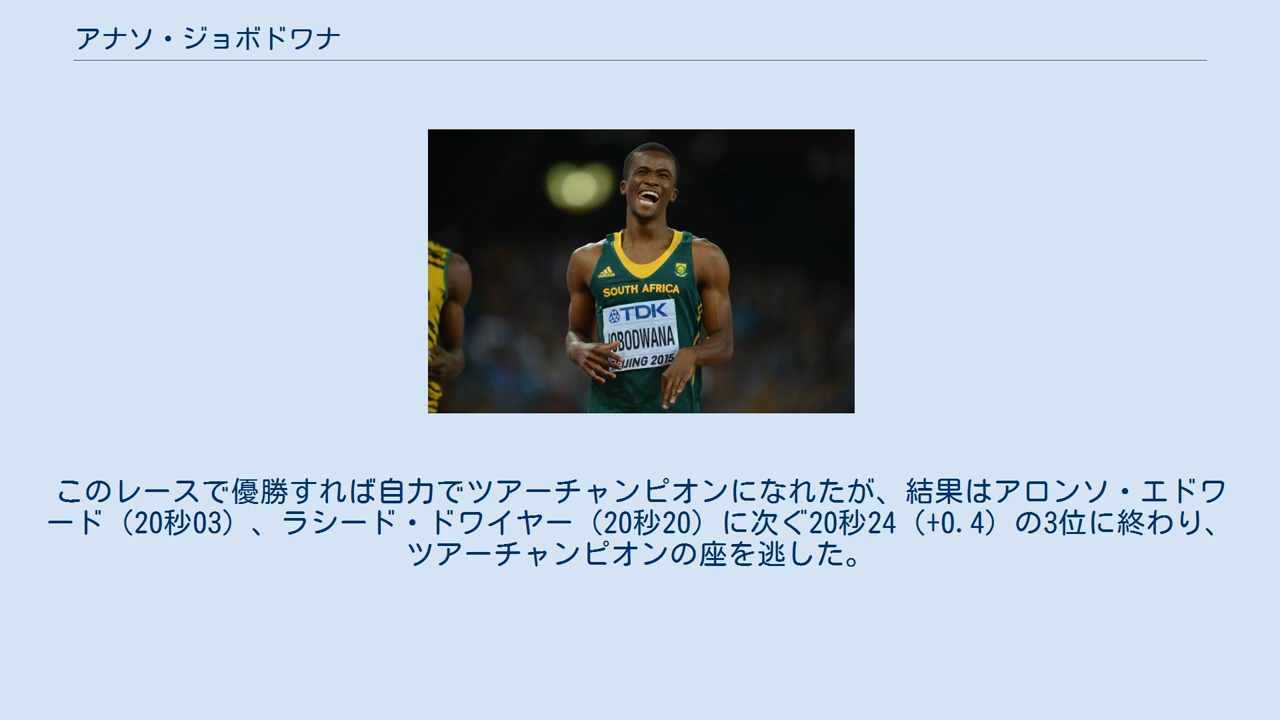 アナソ・ジョボドワナ
adidas
SOUTH AFRICA
TDK
JOBODWANA
BEIJING 2015
このレースで優勝すれば自力でツアーチャンピオンになれたが、結果はアロンソ・エドワ
ード（20秒03）、ラシード・ドワイヤー（20秒20）に次ぐ20秒24（+0.4）の3位に終わり、
ツアーチャンピオンの座を逃した。